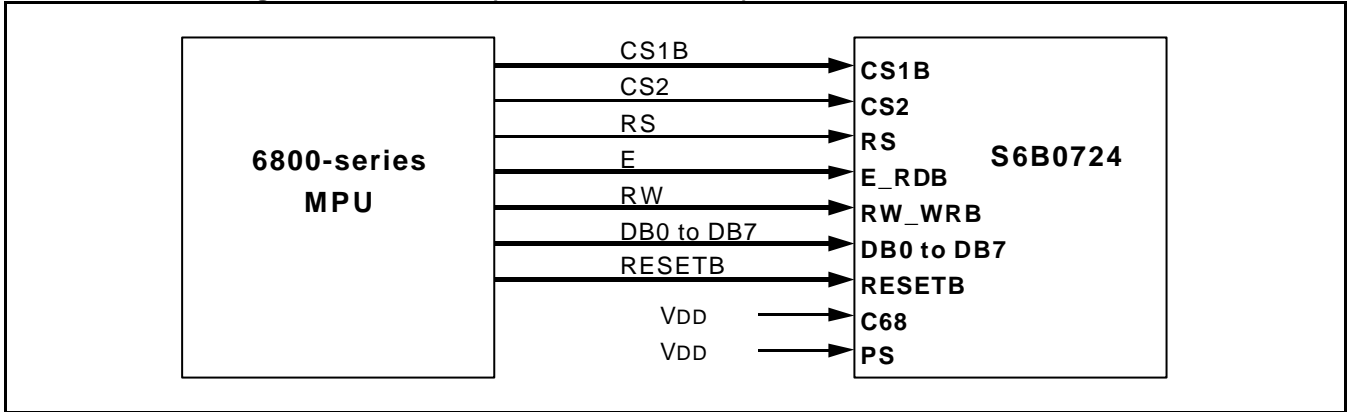 6800-series
MPU
CS1B
CS2
RS
E
RW
DB0 to DB7
RESETB
VDD
VDD
CS1B
CS2
RS
E_RDB
RW_WRB
DB0 to DB7
RESETB
C68
PS
S6B0724